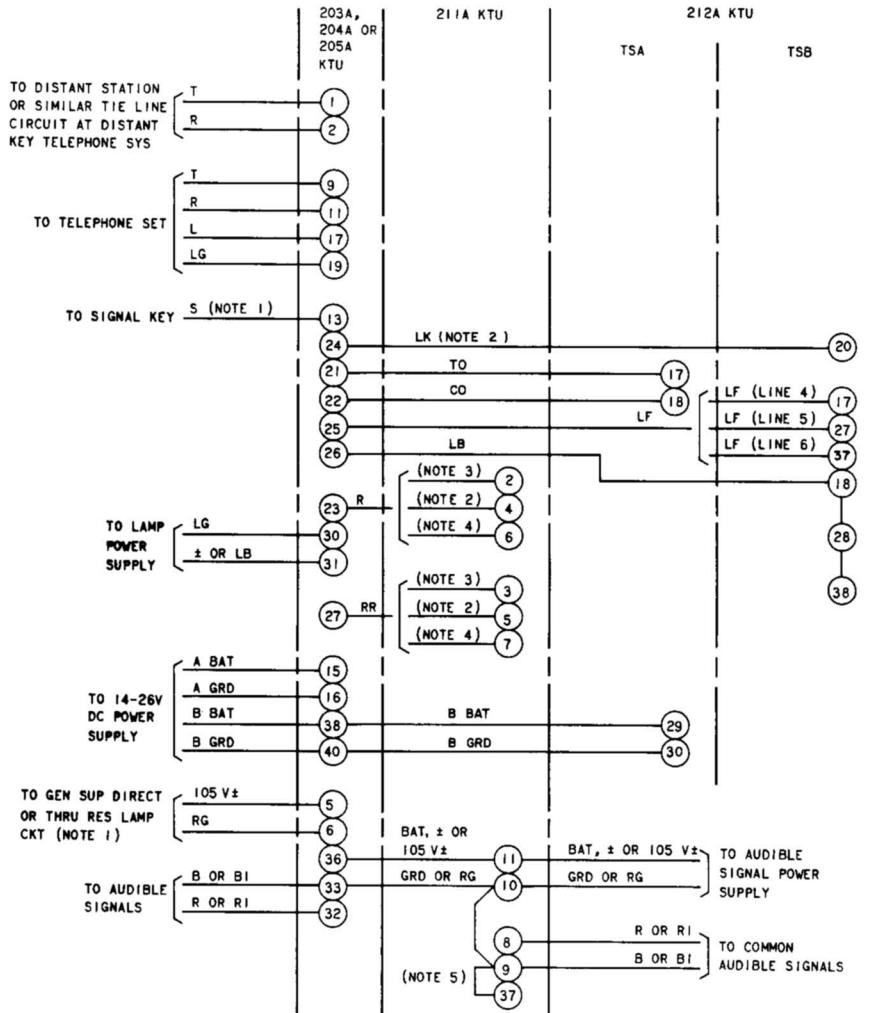 203A,
204A OR
205A
KTU
211A KTU
212A KTU
TSA
TSB
TO DISTANT STATION
OR SIMILAR TIE LINE
CIRCUIT AT DISTANT
KEY TELEPHONE SYS
T
1
R
2
TO TELEPHONE SET
T
9
R
11
L
17
LG
19
TO SIGNAL KEY
S (NOTE 1)
13
24
LK (NOTE 2)
20
21
TO
17
22
CO
18
LF (LINE 4)
17
25
LF
LF (LINE 5)
27
26
LB
LF (LINE 6)
37
18
28
38
23
R
(NOTE 3)
2
(NOTE 2)
4
(NOTE 4)
6
TO LAMP
POWER
SUPPLY
LG
30
± OR LB
31
27
RR
(NOTE 3)
3
(NOTE 2)
5
(NOTE 4)
7
TO 14-26V
DC POWER
SUPPLY
A BAT
15
A GRD
16
B BAT
38
B BAT
29
B GRD
40
B GRD
30
TO GEN SUP DIRECT
OR THRU RES LAMP
CKT (NOTE 1)
105 V±
5
RG
6
36
BAT, ± OR
105 V±
11
BAT, ± OR 105 V±
TO AUDIBLE
SIGNAL POWER
SUPPLY
TO AUDIBLE
SIGNALS
B OR B1
33
GRD OR RG
10
GRD OR RG
R OR R1
32
8
R OR R1
TO COMMON
AUDIBLE SIGNALS
9
B OR B1
(NOTE 5)
37